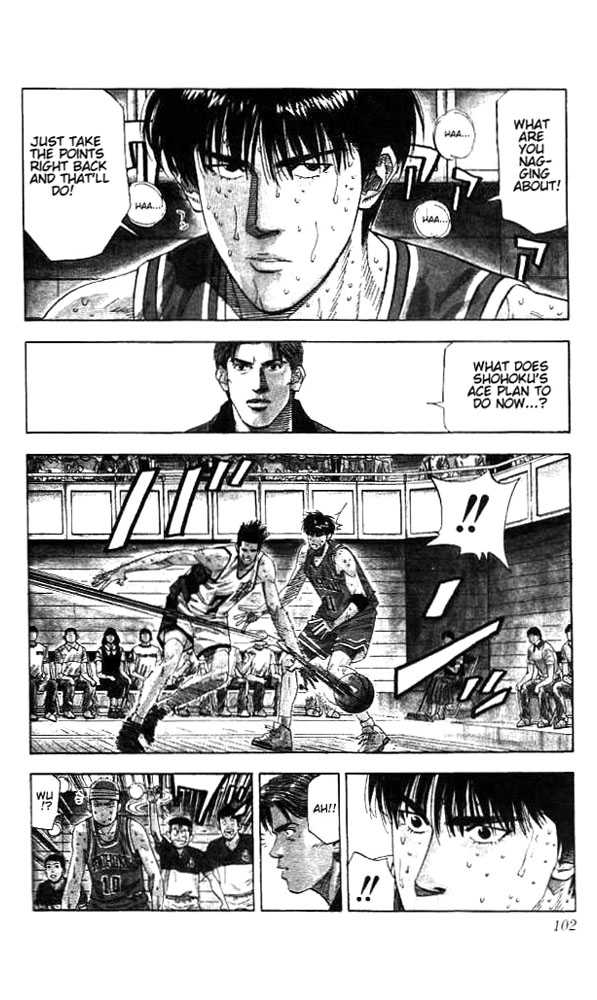 WHAT
ARE
YOU
NAG-
GING
ABOUT!
HAA...
HAA...
HAA...
JUST TAKE
THE POINTS
RIGHT BACK
AND THAT'LL
DO!
WHAT DOES
SHOHOKU'S
ACE PLAN TO
DO NOW...?
!!
!!
AH!!
WU
!?
10
102